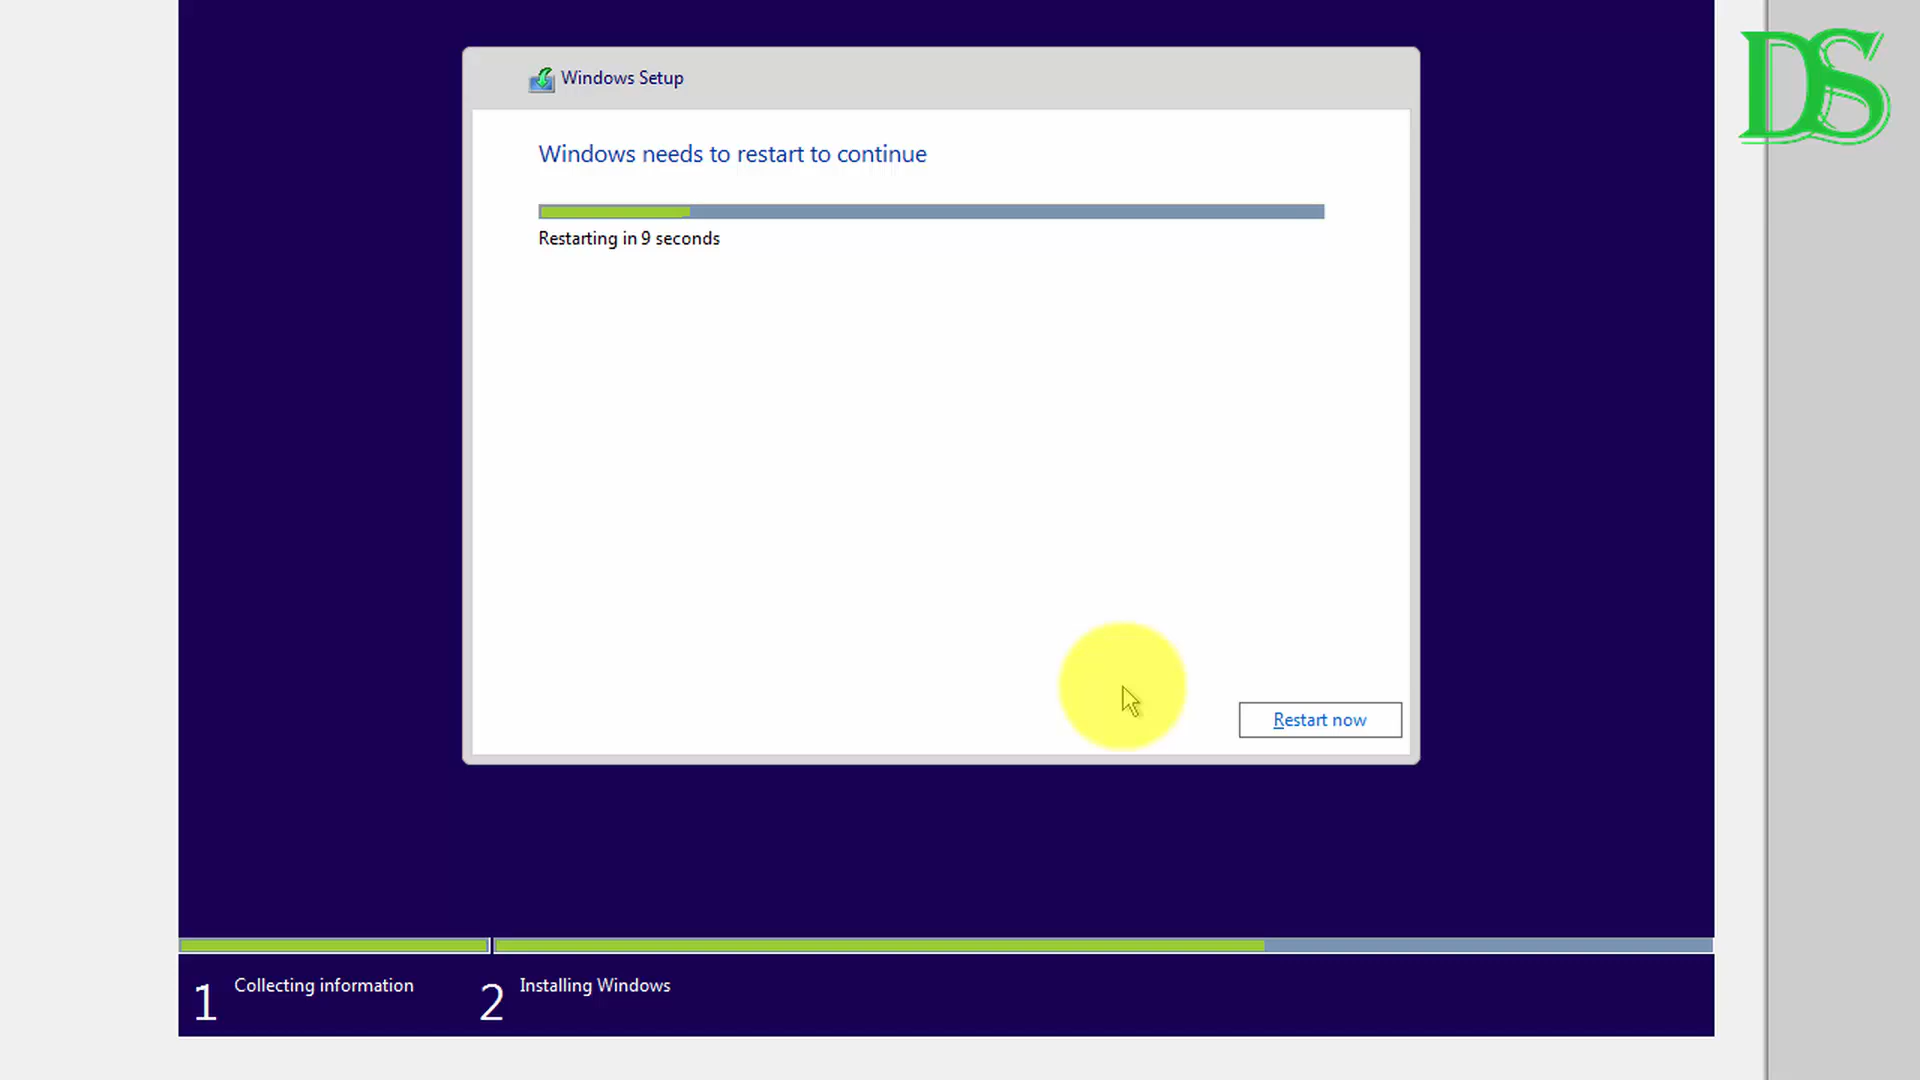 DS
Windows Setup
Windows needs to restart to continue
Restarting in 9 seconds
Restart now
1 Collecting information
2 Installing Windows